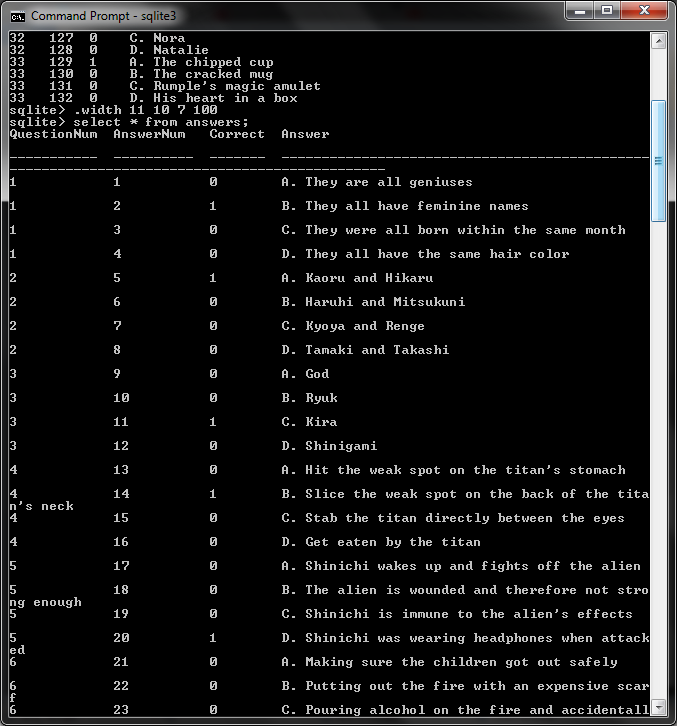 Command Prompt - sqlite3
32 127 0 C. Nora
32 128 0 D. Natalie
33 129 1 A. The chipped cup
33 130 0 B. The cracked mug
33 131 0 C. Rumple's magic amulet
33 132 0 D. His heart in a box
sqlite> .width 11 10 7 100
sqlite> select * from answers;
QuestionNum AnswerNum Correct Answer
----------- ---------- ------- ----------------------------------------------
-----------------------------------------------
1 1 0 A. They are all geniuses
1 2 1 B. They all have feminine names
1 3 0 C. They were all born within the same month
1 4 0 D. They all have the same hair color
2 5 1 A. Kaoru and Hikaru
2 6 0 B. Haruhi and Mitsukuni
2 7 0 C. Kyoya and Renge
2 8 0 D. Tamaki and Takashi
3 9 0 A. God
3 10 0 B. Ryuk
3 11 1 C. Kira
3 12 0 D. Shinigami
4 13 0 A. Hit the weak spot on the titan's stomach
4 14 1 B. Slice the weak spot on the back of the tita
n's neck
4 15 0 C. Stab the titan directly between the eyes
4 16 0 D. Get eaten by the titan
5 17 0 A. Shinichi wakes up and fights off the alien
5 18 0 B. The alien is wounded and therefore not stro
ng enough
5 19 0 C. Shinichi is immune to the alien's effects
5 20 1 D. Shinichi was wearing headphones when attack
ed
6 21 0 A. Making sure the children got out safely
6 22 0 B. Putting out the fire with an expensive scar
f
6 23 0 C. Pouring alcohol on the fire and accidentall